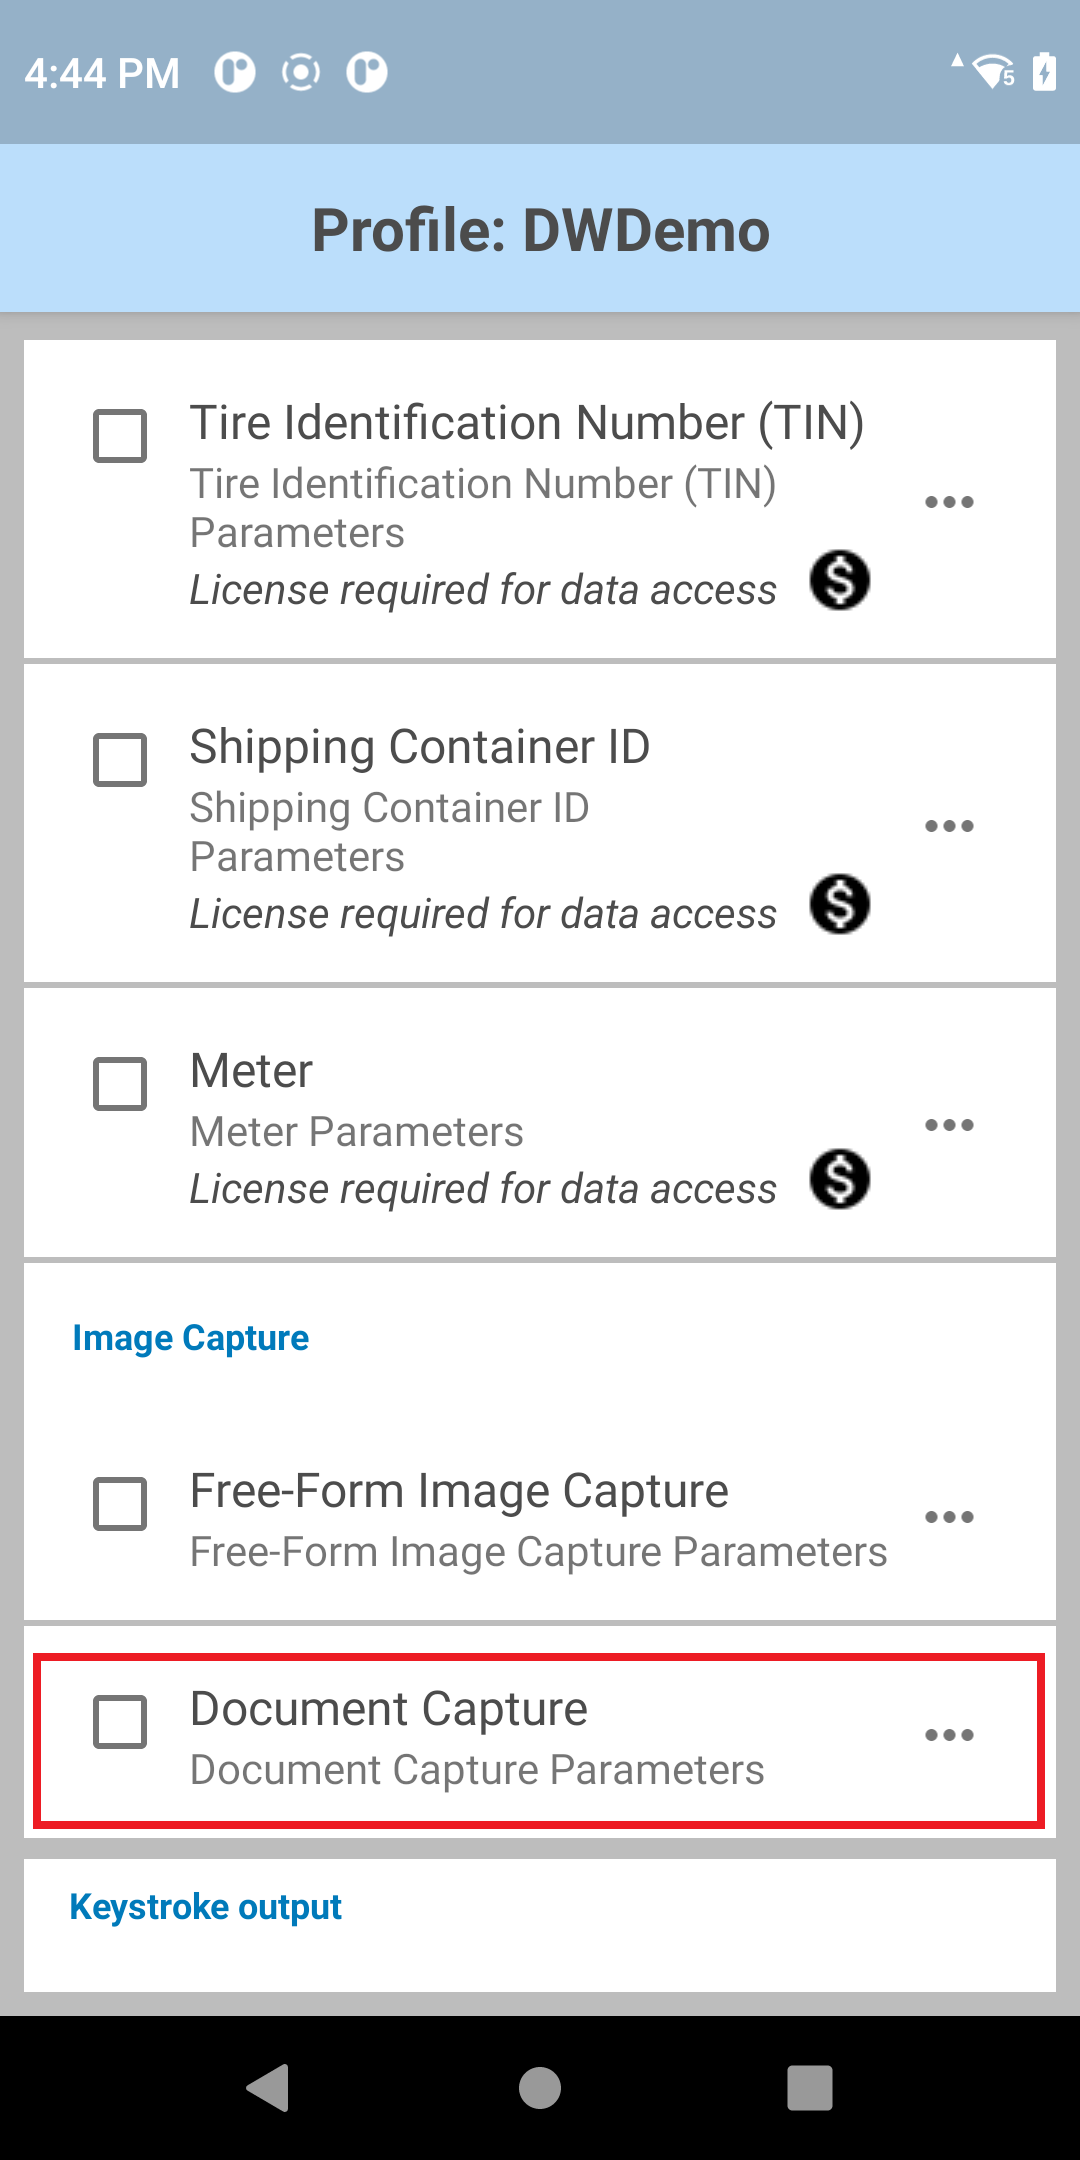 4:44 PM
5
Profile: DWDemo
Tire Identification Number (TIN)
Tire Identification Number (TIN)
Parameters
License required for data access
Shipping Container ID
Shipping Container ID
Parameters
License required for data access
Meter
Meter Parameters
License required for data access
Image Capture
Free-Form Image Capture
Free-Form Image Capture Parameters
Document Capture
Document Capture Parameters
Keystroke output